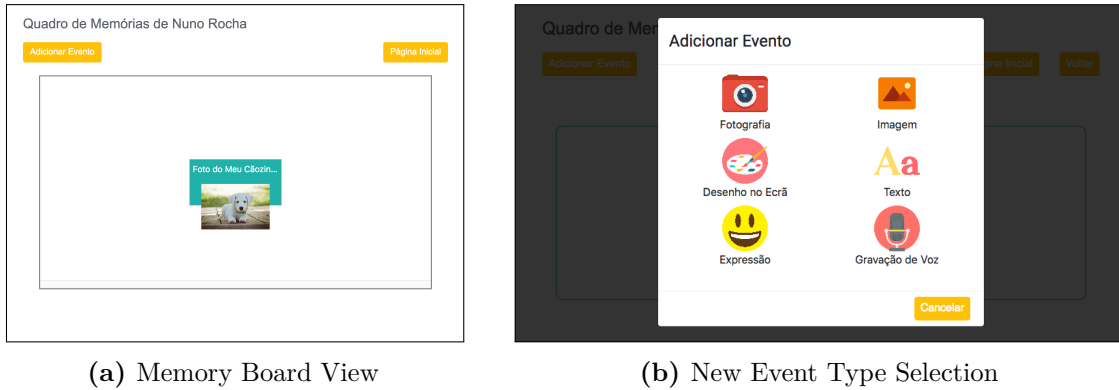 Quadro de Memórias de Nuno Rocha
Adicionar Evento
Página Inicial
Foto do Meu Cãozin...
(a) Memory Board View
Quadro de Mer
Adicionar Evento
ina Inicial
Voltar
Adicionar Evento
Fotografia
Imagem
Desenho no Ecrã
Aa
Texto
Expressão
Gravação de Voz
Cancelar
(b) New Event Type Selection